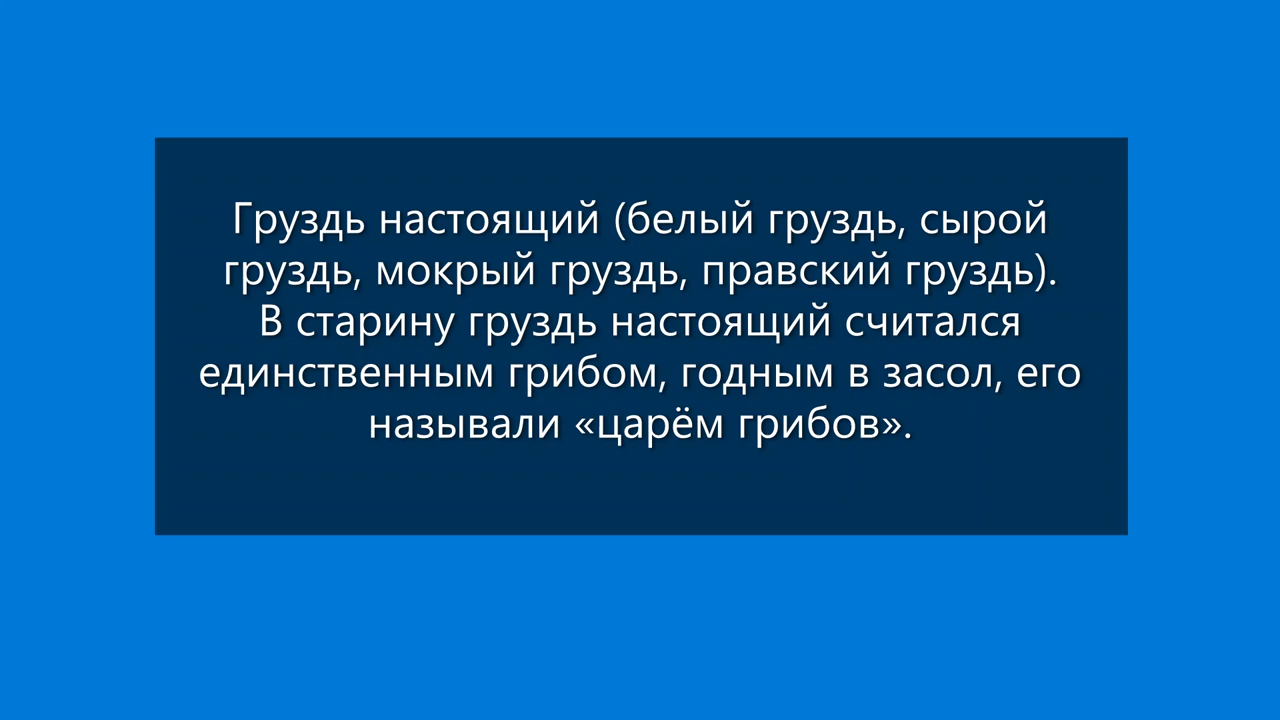 Груздь настоящий (белый груздь, сырой
груздь, мокрый груздь, правский груздь).
В старину груздь настоящий считался
единственным грибом, годным в засол, его
называли «царём грибов».